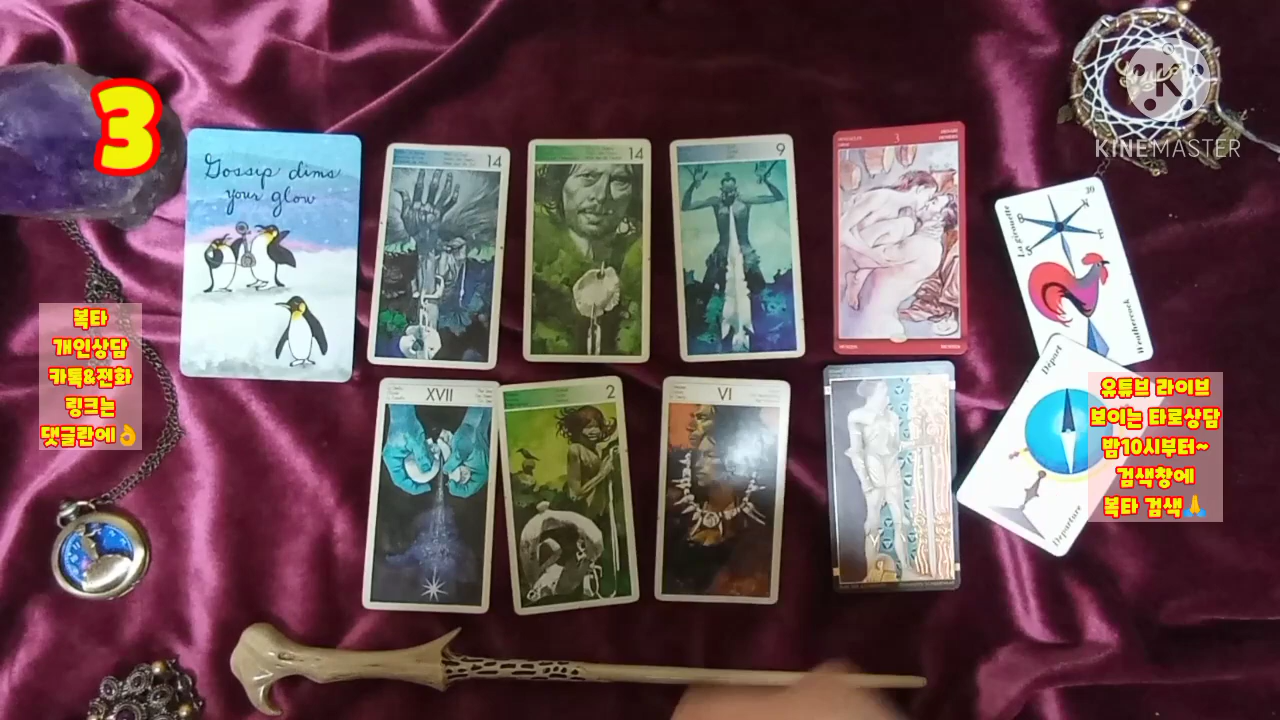 3
Gossip dims
your glow
14
14
9
3
30
La girouette
Weathercock
N
KINEMASTER
복타
개인상담
카톡&전화
링크는
댓글란에👌
XVII
2
VI
Départ
Departure
유튜브 라이브
보이는 타로상담
밤10시부터~
검색창에
복타 검색🙏